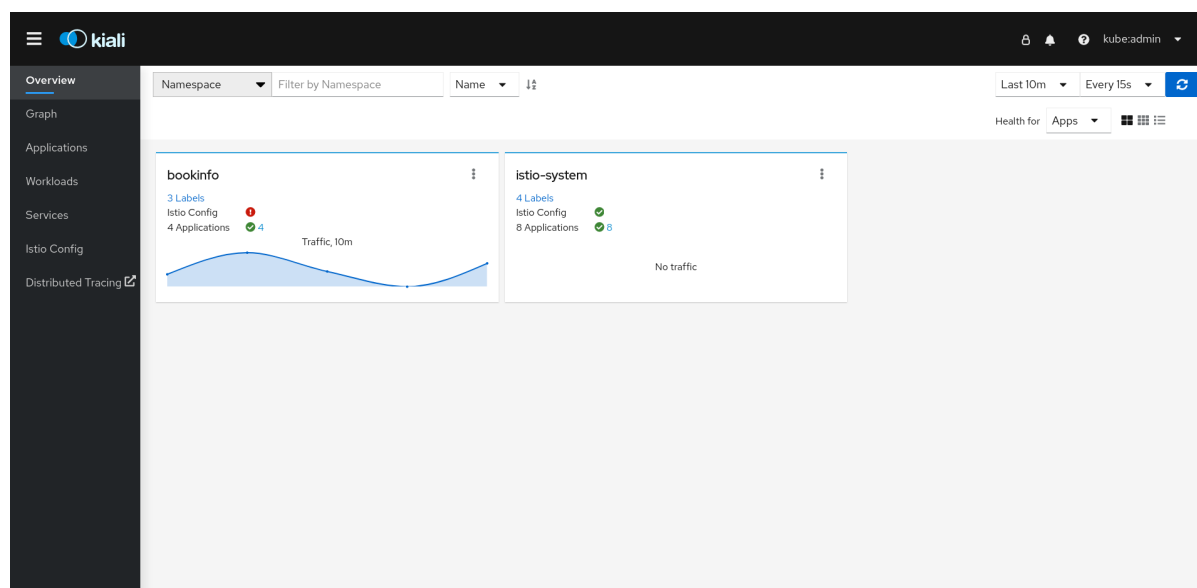 kiali
kube:admin
Overview
Graph
Applications
Workloads
Services
Istio Config
Distributed Tracing
Namespace
Filter by Namespace
Name
Last 10m
Every 15s
Health for
Apps
bookinfo
3 Labels
Istio Config
4 Applications 4
Traffic, 10m
istio-system
4 Labels
Istio Config
8 Applications 8
No traffic